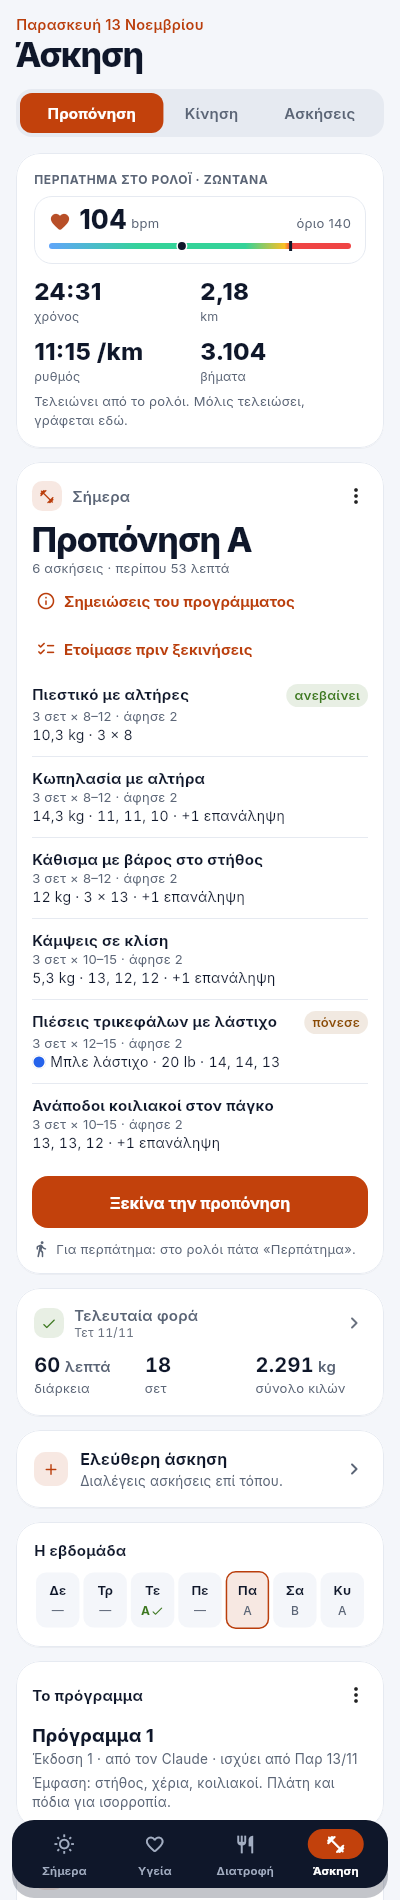 Παρασκευή 13 Νοεμβρίου
Άσκηση
Προπόνηση Κίνηση Ασκήσεις
ΠΕΡΠΑΤΗΜΑ ΣΤΟ ΡΟΛΟΪ · ΖΩΝΤΑΝΑ
104 bpm όριο 140
24:31 2,18
χρόνος km
11:15 /km 3.104
ρυθμός βήματα
Τελειώνει από το ρολόι. Μόλις τελειώσει,
γράφεται εδώ.
Σήμερα
Προπόνηση Α
6 ασκήσεις · περίπου 53 λεπτά
Σημειώσεις του προγράμματος
Ετοίμασε πριν ξεκινήσεις
Πιεστικό με αλτήρες ανεβαίνει
3 σετ × 8–12 · άφησε 2
10,3 kg · 3 × 8
Κωπηλασία με αλτήρα
3 σετ × 8–12 · άφησε 2
14,3 kg · 11, 11, 10 · +1 επανάληψη
Κάθισμα με βάρος στο στήθος
3 σετ × 8–12 · άφησε 2
12 kg · 3 × 13 · +1 επανάληψη
Κάμψεις σε κλίση
3 σετ × 10–15 · άφησε 2
5,3 kg · 13, 12, 12 · +1 επανάληψη
Πιέσεις τρικεφάλων με λάστιχο πόνεσε
3 σετ × 12–15 · άφησε 2
Μπλε λάστιχο · 20 lb · 14, 14, 13
Ανάποδοι κοιλιακοί στον πάγκο
3 σετ × 10–15 · άφησε 2
13, 13, 12 · +1 επανάληψη
Ξεκίνα την προπόνηση
Για περπάτημα: στο ρολόι πάτα «Περπάτημα».
Τελευταία φορά
Τετ 11/11
60 λεπτά 18 2.291 kg
διάρκεια σετ σύνολο κιλών
Ελεύθερη άσκηση
Διαλέγεις ασκήσεις επί τόπου.
Η εβδομάδα
Δε Τρ Τε Πε Πα Σα Κυ
— — Α — Α Β Α
Το πρόγραμμα
Πρόγραμμα 1
Έκδοση 1 · από τον Claude · ισχύει από Παρ 13/11
Έμφαση: στήθος, χέρια, κοιλιακοί. Πλάτη και
πόδια για ισορροπία.
Σήμερα Υγεία Διατροφή Άσκηση